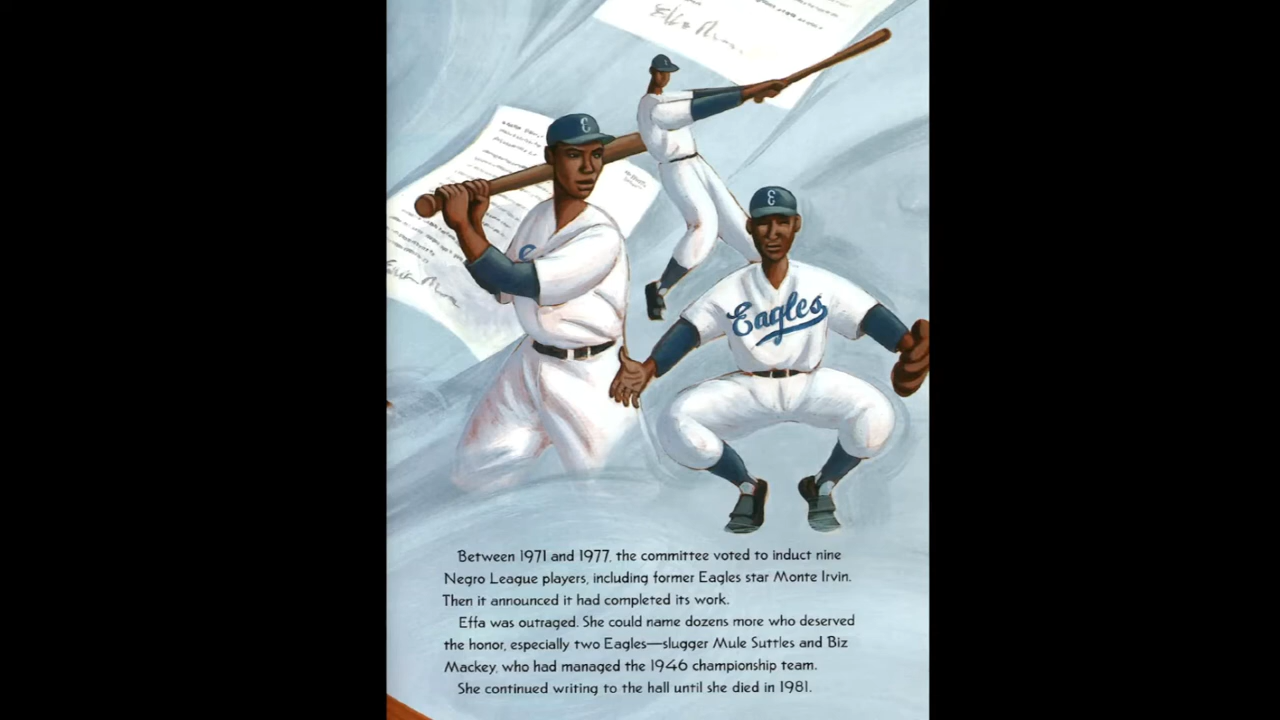 E
E
Eagles
Between 1971 and 1977, the committee voted to induct nine
Negro League players, including former Eagles star Monte Irvin.
Then it announced it had completed its work.
Effa was outraged. She could name dozens more who deserved
the honor, especially two Eagles—slugger Mule Suttles and Biz
Mackey, who had managed the 1946 championship team.
She continued writing to the hall until she died in 1981.